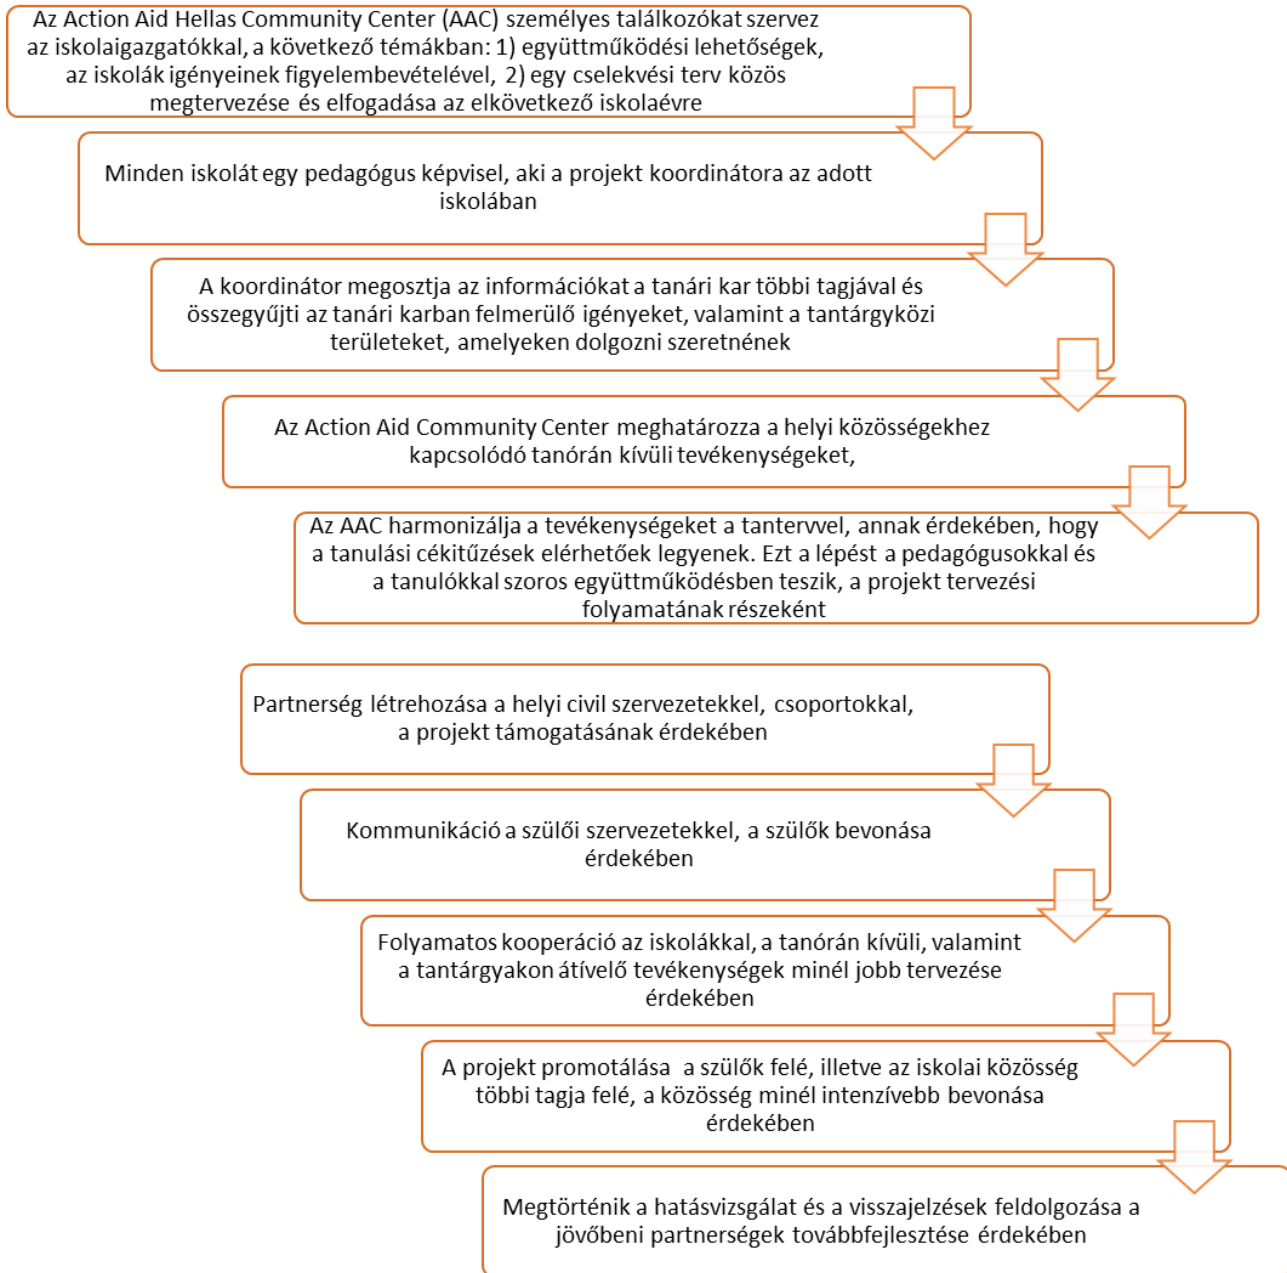 Az Action Aid Hellas Community Center (AAC) személyes találkozókat szervez
az iskolaigazgatókkal, a következő témákban: 1) együttműködési lehetőségek,
az iskolák igényeinek figyelembevételével, 2) egy cselekvési terv közös
megtervezése és elfogadása az elkövetkező iskolaévre
Minden iskolát egy pedagógus képvisel, aki a projekt koordinátora az adott
iskolában
A koordinátor megosztja az információkat a tanári kar többi tagjával és
összegyűjti az tanári karban felmerülő igényeket, valamint a tantárgyközi
területeket, amelyeken dolgozni szeretnének
Az Action Aid Community Center meghatározza a helyi közösségekhez
kapcsolódó tanórán kívüli tevékenységeket,
Az AAC harmonizálja a tevékenységeket a tantervvel, annak érdekében, hogy
a tanulási cékitűzések elérhetőek legyenek. Ezt a lépést a pedagógusokkal és
a tanulókkal szoros együttműködésben teszik, a projekt tervezési
folyamatának részeként
Partnerség létrehozása a helyi civil szervezetekkel, csoportokkal,
a projekt támogatásának érdekében
Kommunikáció a szülői szervezetekkel, a szülők bevonása
érdekében
Folyamatos kooperáció az iskolákkal, a tanórán kívüli, valamint
a tantárgyakon átívelő tevékenységek minél jobb tervezése
érdekében
A projekt promotálása a szülők felé, illetve az iskolai közösség
többi tagja felé, a közösség minél intenzívebb bevonása
érdekében
Megtörténik a hatásvizsgálat és a visszajelzések feldolgozása a
jövőbeni partnerségek továbbfejlesztése érdekében